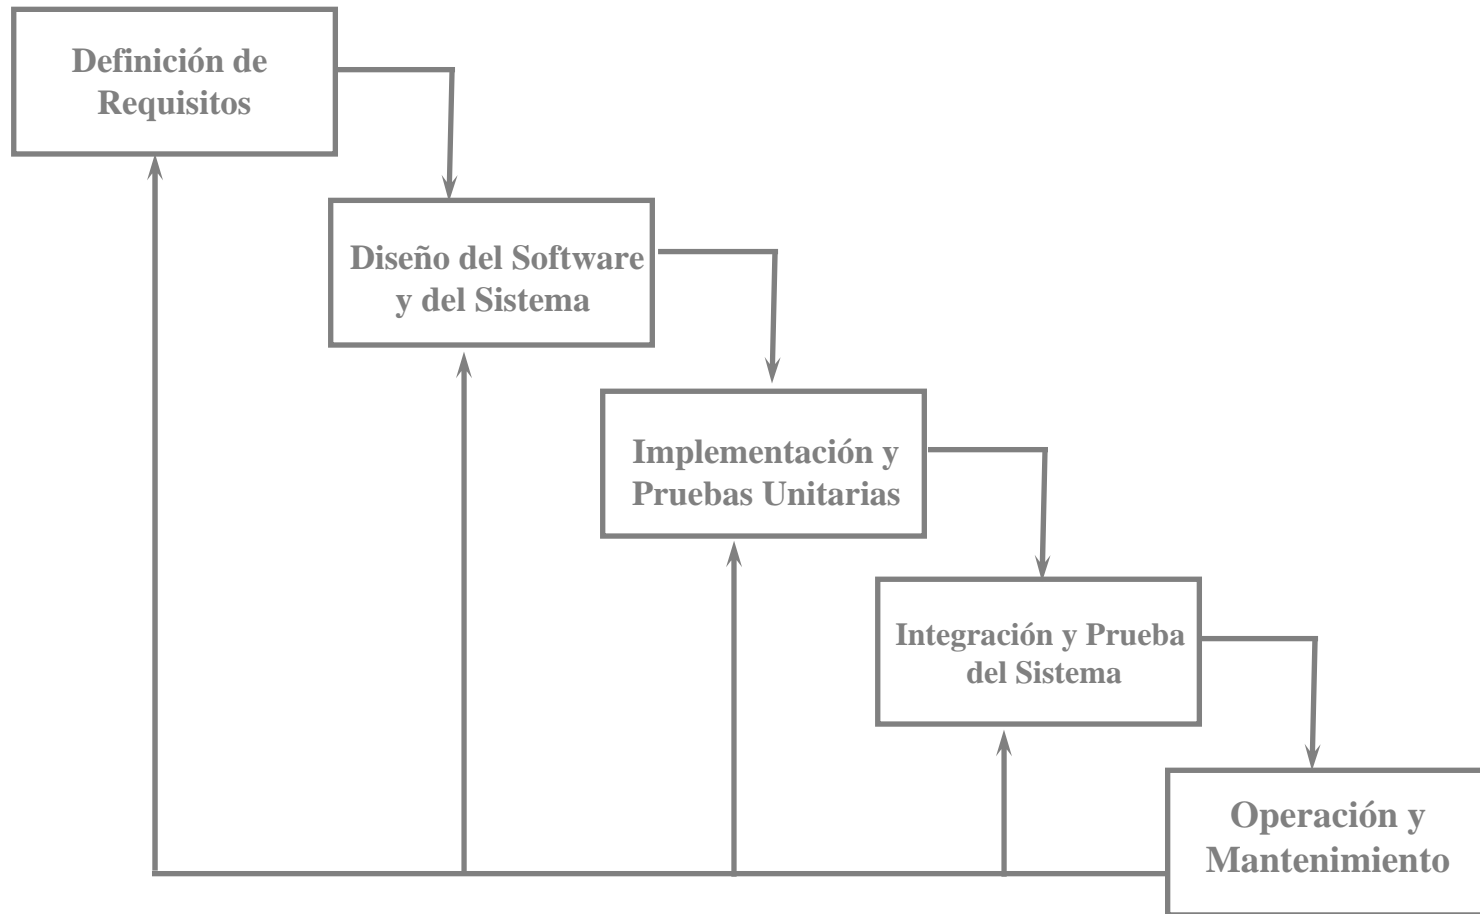 Definición de
Requisitos
Diseño del Software
y del Sistema
Implementación y
Pruebas Unitarias
Integración y Prueba
del Sistema
Operación y
Mantenimiento